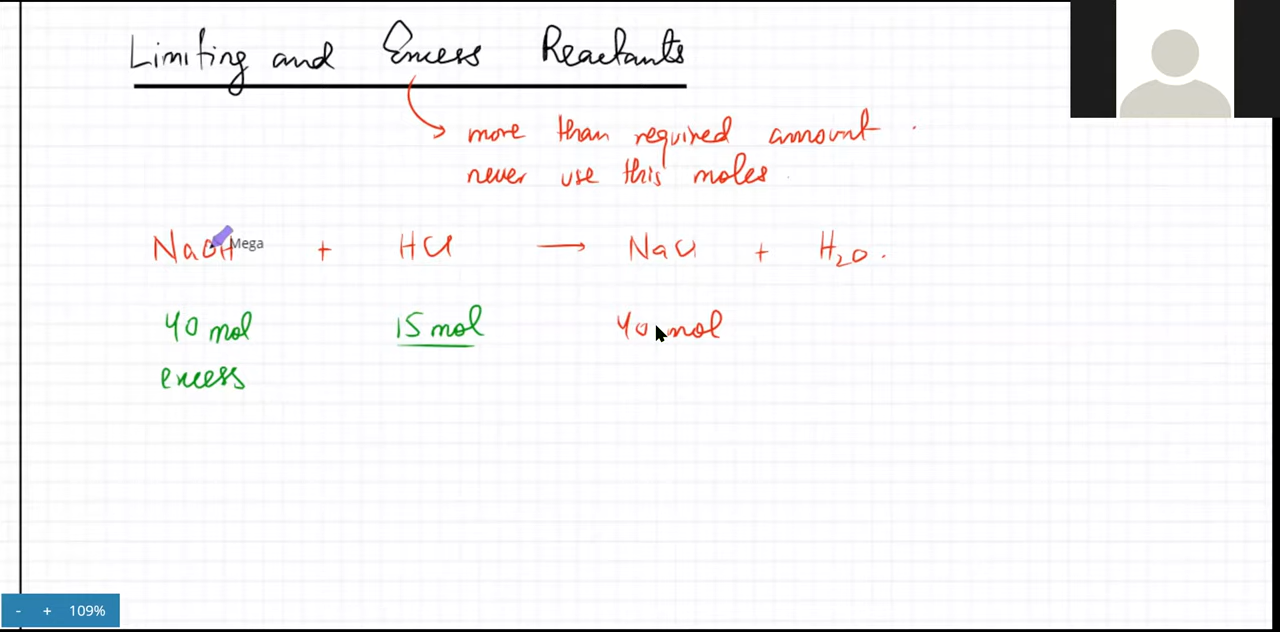 Limiting and Excess Reactants
more than required amount.
never use this moles.
NaOH + HCl → NaCl + H₂O.
Mega
40 mol 15 mol 40 mol
excess
- + 109%